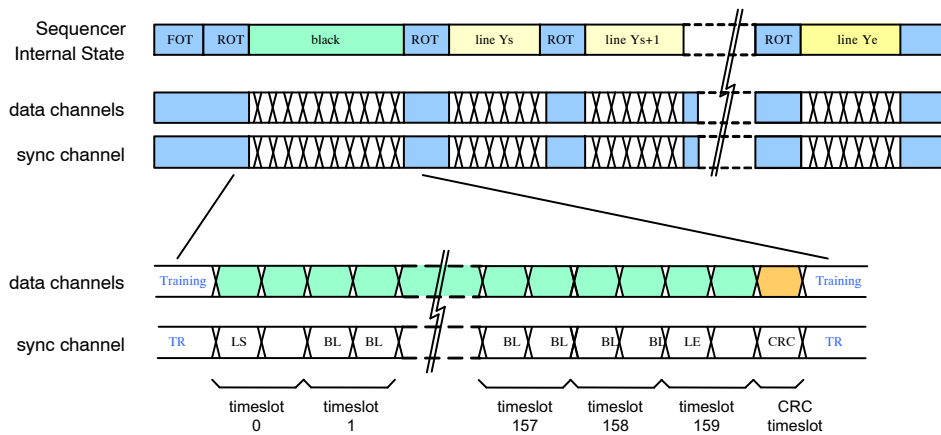 Sequencer
Internal State
FOT ROT black ROT line Ys ROT line Ys+1 ROT line Ye
data channels
sync channel
data channels Training Training
sync channel TR LS BL BL BL BL BL BL LE CRC TR
timeslot timeslot timeslot timeslot timeslot CRC
0 1 157 158 159 timeslot